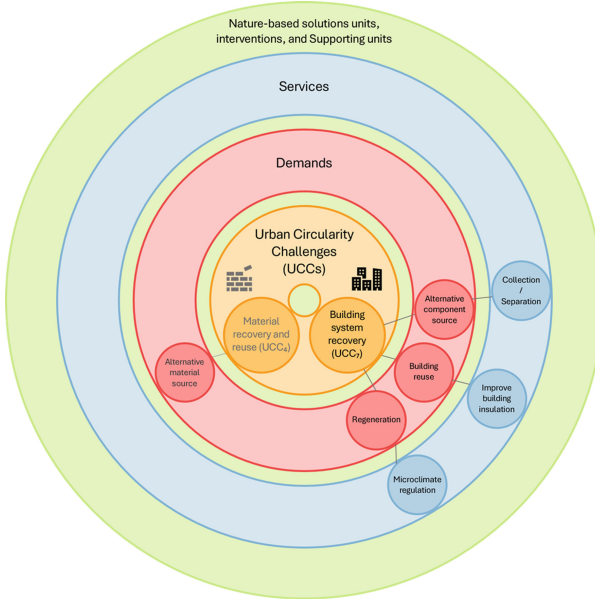 Nature-based solutions units,
interventions, and Supporting units
Services
Demands
Urban Circularity
Challenges
(UCCs)
Material
recovery and
reuse (UCC₄)
Building
system
recovery
(UCC₇)
Alternative
component
source
Collection
/
Separation
Alternative
material
source
Building
reuse
Improve
building
insulation
Regeneration
Microclimate
regulation